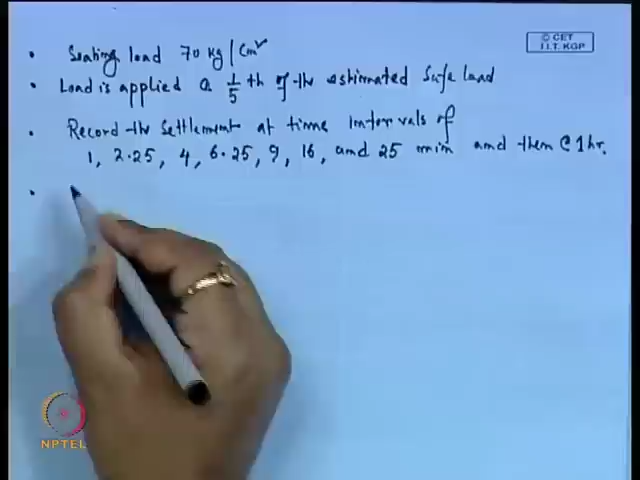 © CET
I.I.T. KGP
• Seating load 70 kg/cm²
• Load is applied @ 1/5 th of the estimated safe load
• Record the settlement at time intervals of
1, 2.25, 4, 6.25, 9, 16, and 25 min and then @ 1 hr.
•
NPTEL